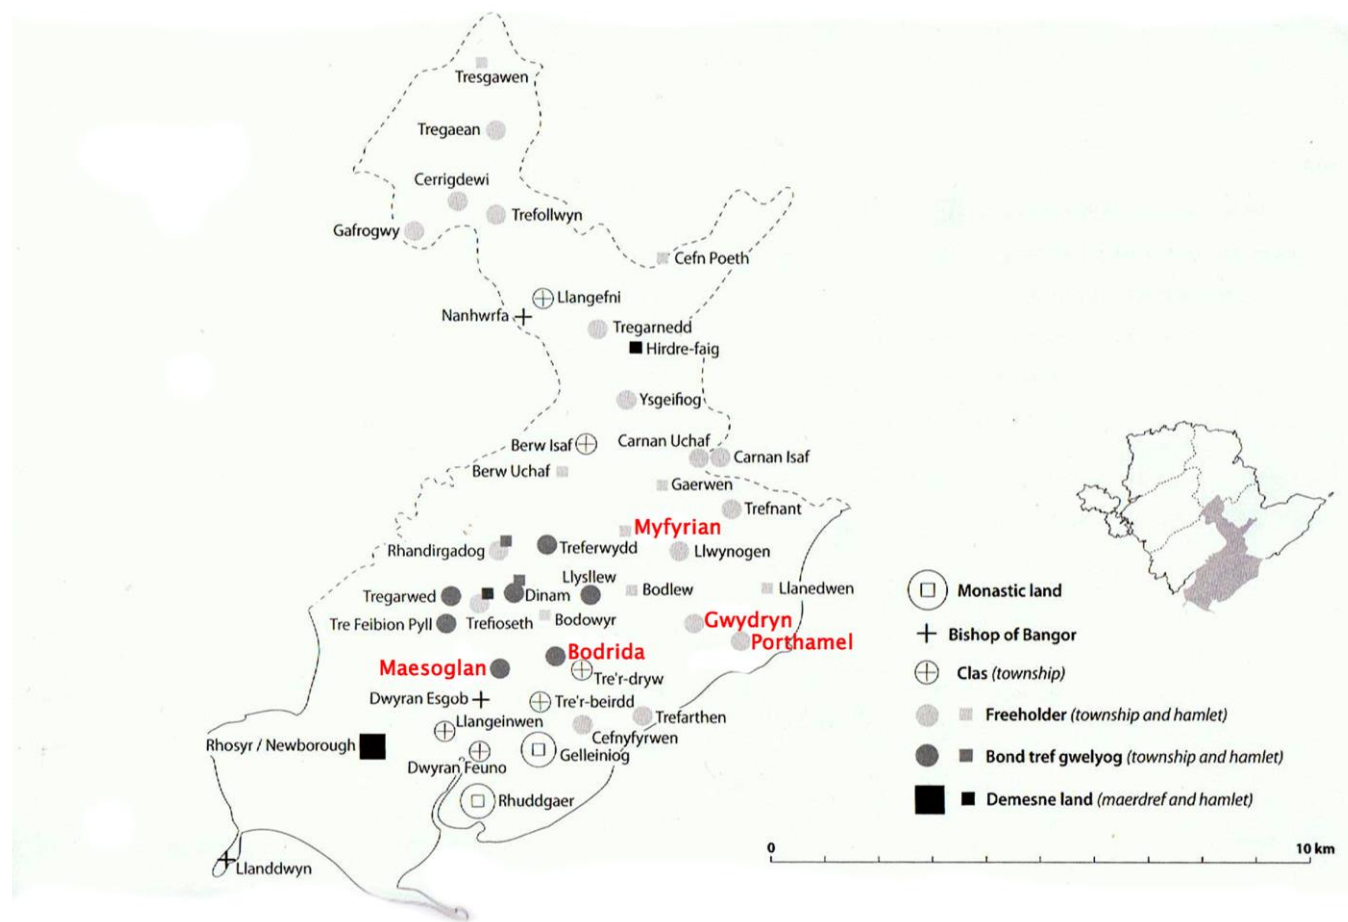 Tresgawen
Tregaean
Cerrigdewi
Trefollwyn
Gafrogwy
Cefn Poeth
Llangefni
Nanhwrfa
Tregarnedd
Hirdre-faig
Ysgeifiog
Berw Isaf
Carnan Uchaf
Carnan Isaf
Berw Uchaf
Gaerwen
Trefnant
Myfyrian
Rhandirgadog
Treferwydd
Llwynogen
Llysllew
Tregarwed
Dinam
Bodlew
Llanedwen
Tre Feibion Pyll
Trefioseth
Bodowyr
Gwydryn
Porthamel
Bodrida
Maesoglan
Tre'r-dryw
Dwyran Esgob
Tre'r-beirdd
Llangeinwen
Trefarthen
Cefnyfyrwen
Rhosyr / Newborough
Gelleiniog
Dwyran Feuno
Rhuddgaer
Llanddwyn
Monastic land
Bishop of Bangor
Clas (township)
Freeholder (township and hamlet)
Bond tref gwelyog (township and hamlet)
Demesne land (maerdref and hamlet)
0 10 km